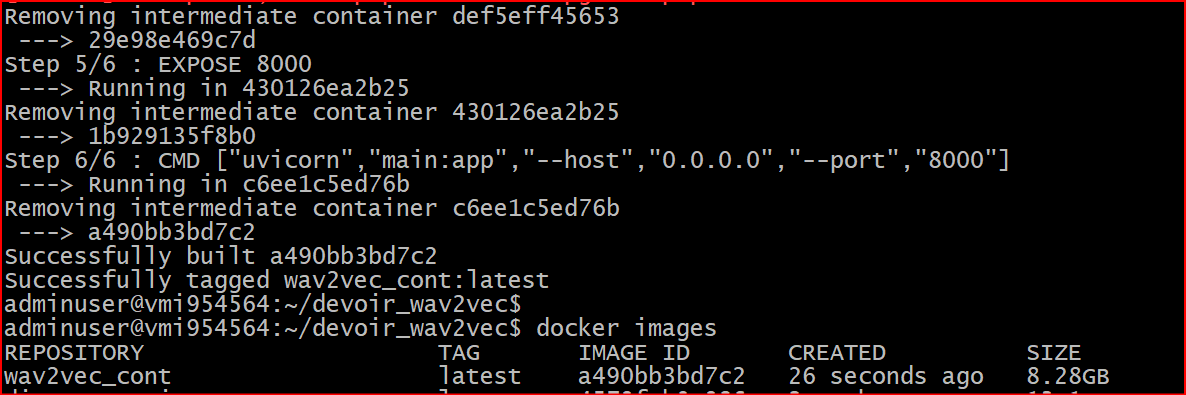 Removing intermediate container def5eff45653
 ---> 29e98e469c7d
Step 5/6 : EXPOSE 8000
 ---> Running in 430126ea2b25
Removing intermediate container 430126ea2b25
 ---> 1b929135f8b0
Step 6/6 : CMD ["uvicorn","main:app","--host","0.0.0.0","--port","8000"]
 ---> Running in c6ee1c5ed76b
Removing intermediate container c6ee1c5ed76b
 ---> a490bb3bd7c2
Successfully built a490bb3bd7c2
Successfully tagged wav2vec_cont:latest
adminuser@vmi954564:~/devoir_wav2vec$
adminuser@vmi954564:~/devoir_wav2vec$ docker images
REPOSITORY TAG IMAGE ID CREATED SIZE
wav2vec_cont latest a490bb3bd7c2 26 seconds ago 8.28GB